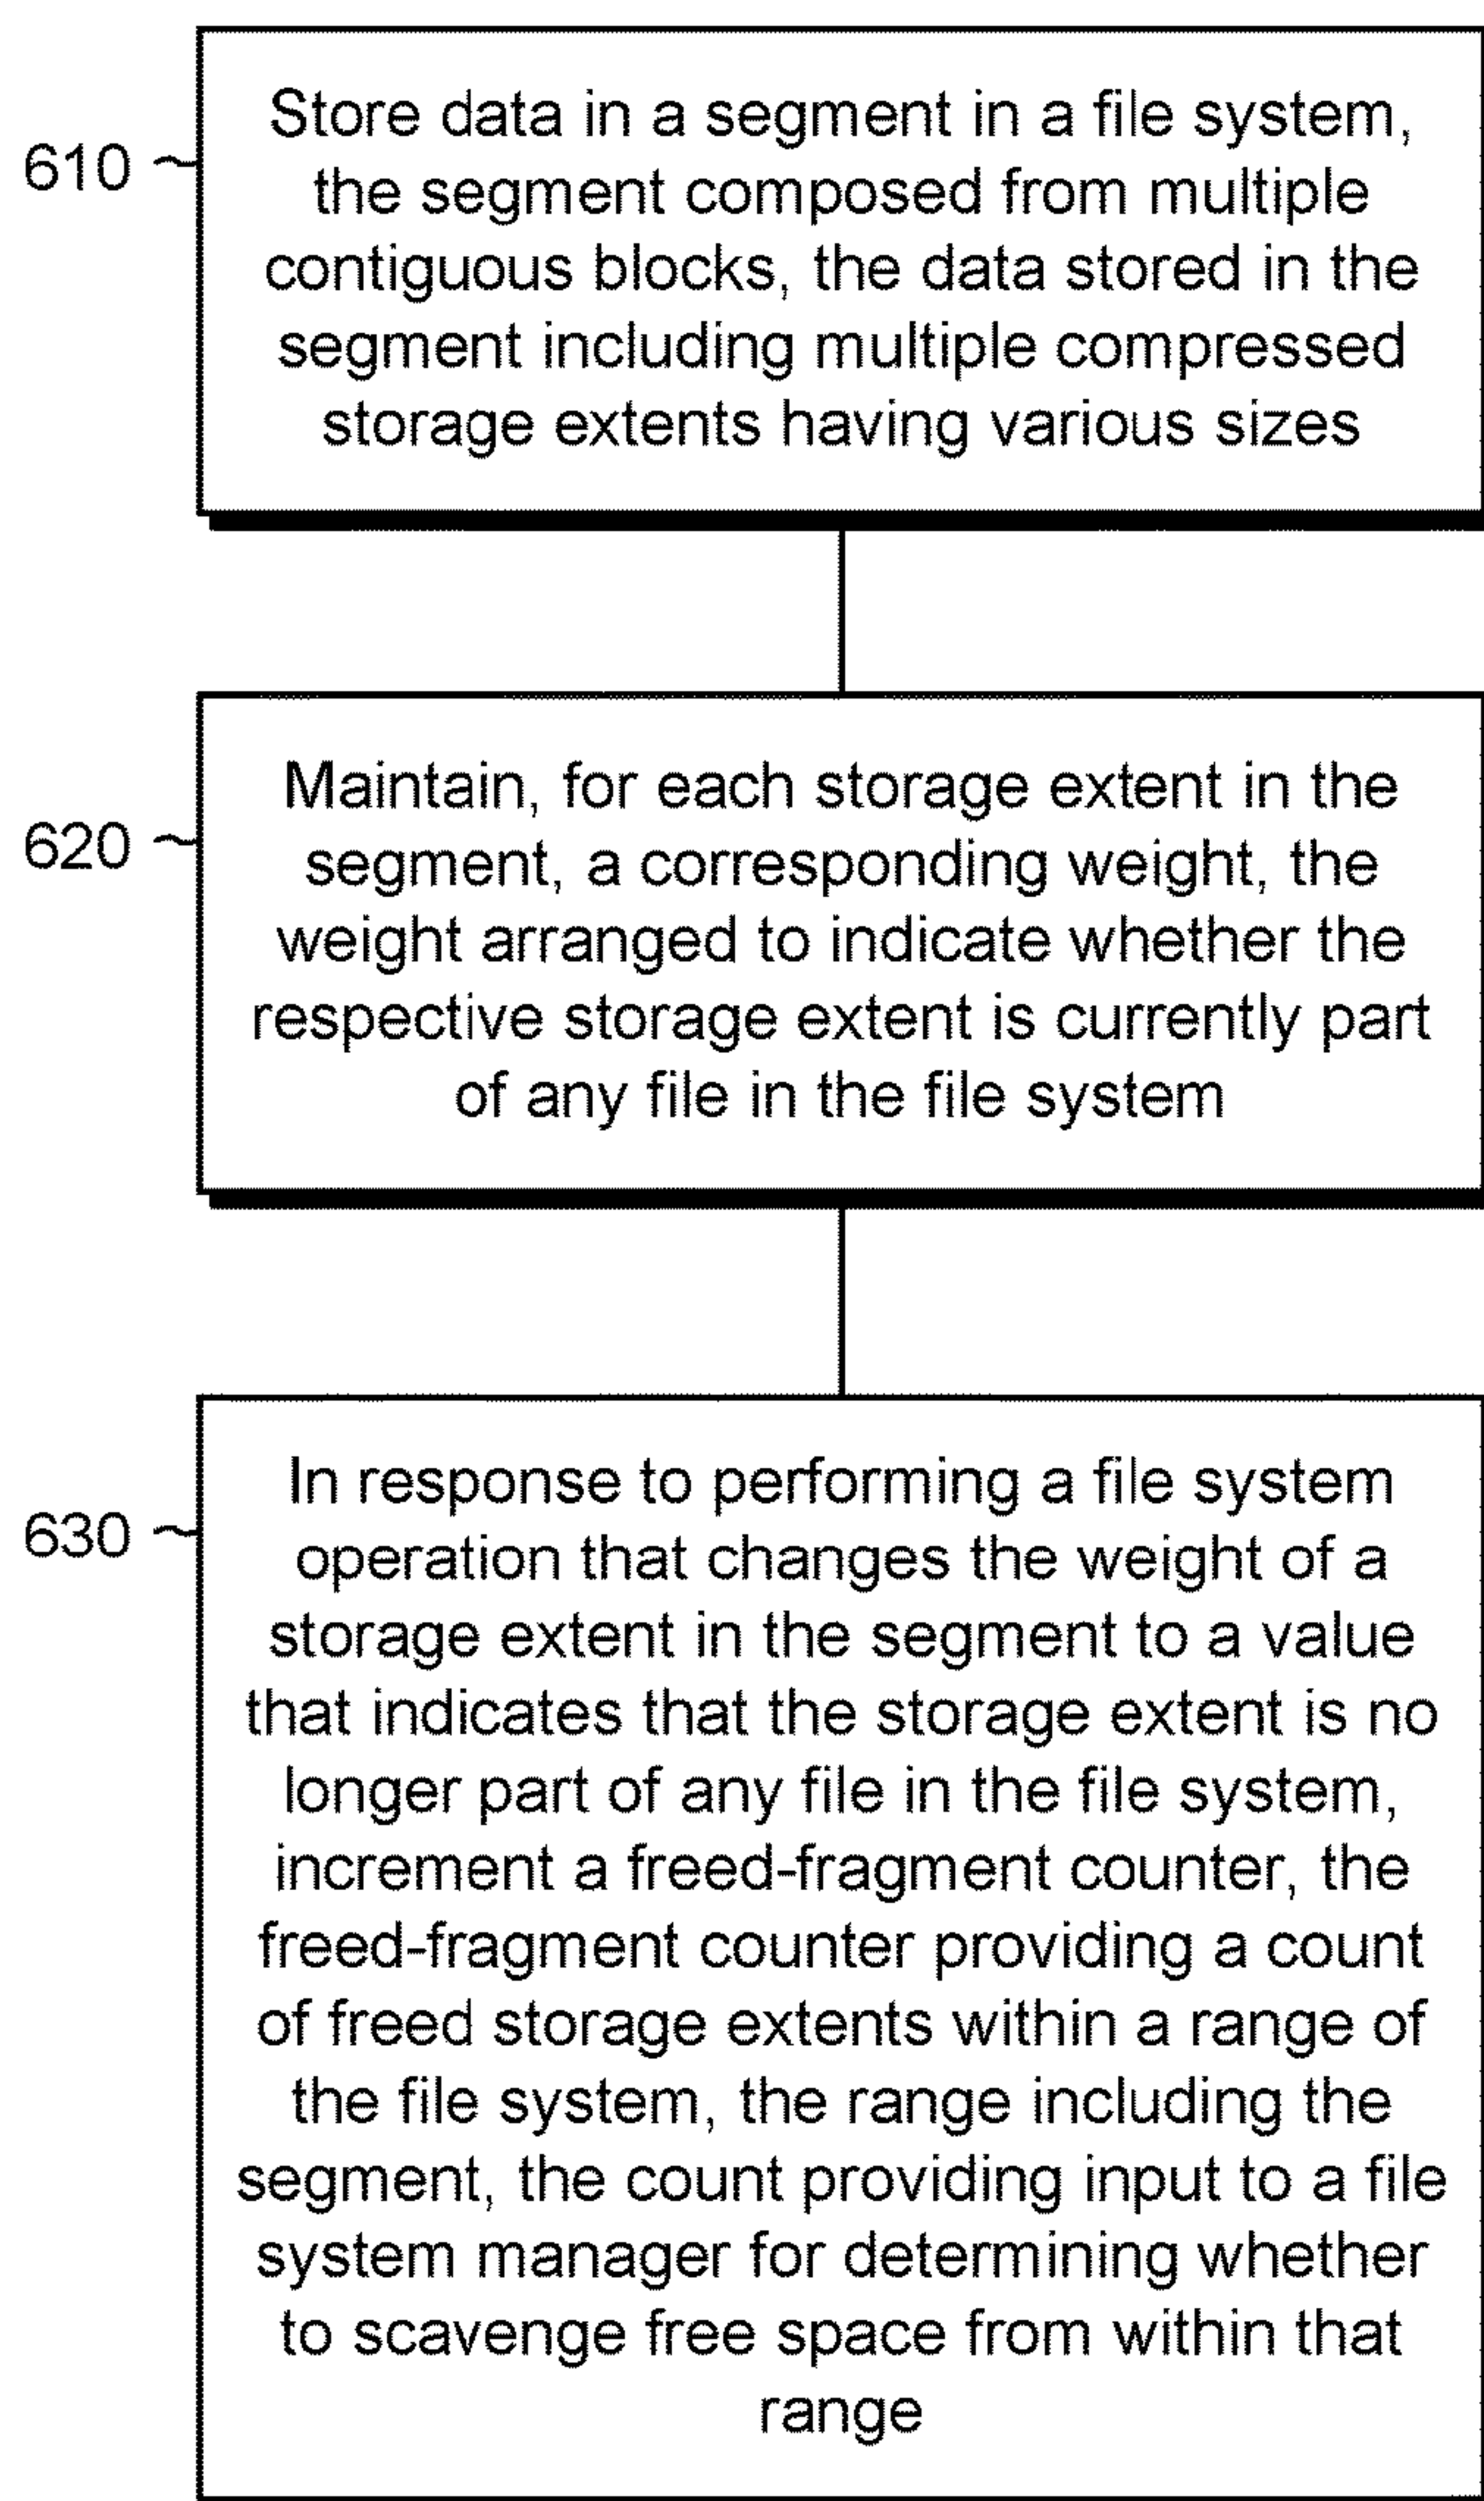 Store data in a segment in a file system,
610 ~ the segment composed from multiple
contiguous blocks, the data stored in the
segment including multiple compressed
storage extents having various sizes
Maintain, for each storage extent in the
620 ~ segment, a corresponding weight, the
weight arranged to indicate whether the
respective storage extent is currently part
of any file in the file system
In response to performing a file system
630 ~ operation that changes the weight of a
storage extent in the segment to a value
that indicates that the storage extent is no
longer part of any file in the file system,
increment a freed-fragment counter, the
freed-fragment counter providing a count
of freed storage extents within a range of
the file system, the range including the
segment, the count providing input to a file
system manager for determining whether
to scavenge free space from within that
range